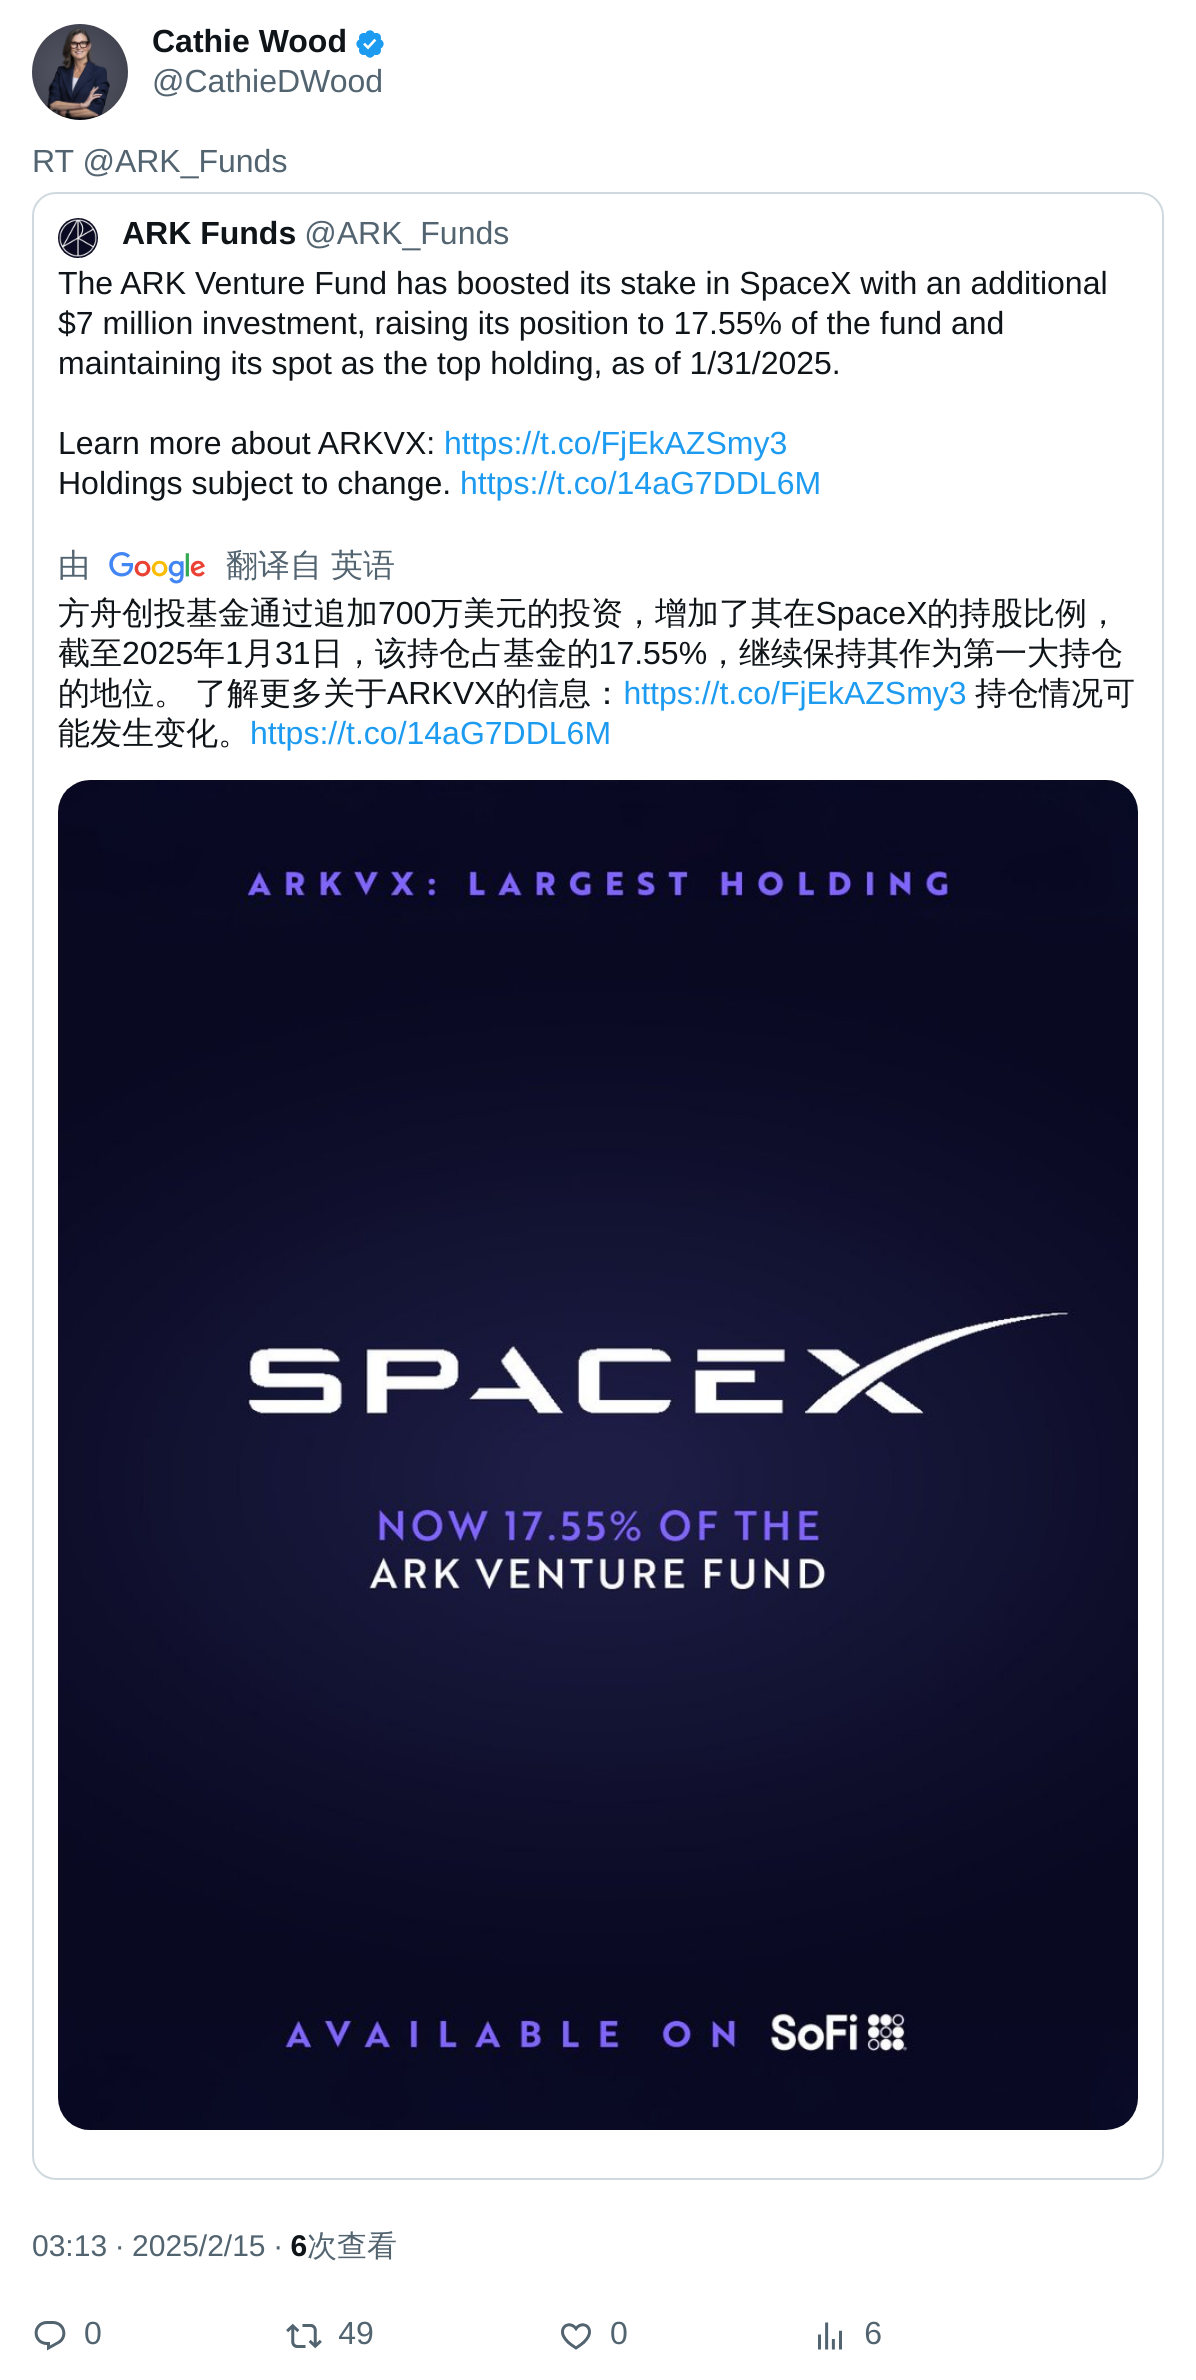 Cathie Wood
@CathieDWood
RT @ARK_Funds
ARK Funds @ARK_Funds
The ARK Venture Fund has boosted its stake in SpaceX with an additional
$7 million investment, raising its position to 17.55% of the fund and
maintaining its spot as the top holding, as of 1/31/2025.
Learn more about ARKVX: https://t.co/FjEkAZSmy3
Holdings subject to change. https://t.co/14aG7DDL6M
由 Google 翻译自 英语
方舟创投基金通过追加700万美元的投资，增加了其在SpaceX的持股比例，
截至2025年1月31日，该持仓占基金的17.55%，继续保持其作为第一大持仓
的地位。 了解更多关于ARKVX的信息：https://t.co/FjEkAZSmy3 持仓情况可
能发生变化。https://t.co/14aG7DDL6M
ARKVX: LARGEST HOLDING
SPACEX
NOW 17.55% OF THE
ARK VENTURE FUND
AVAILABLE ON SoFi
03:13 · 2025/2/15 · 6次查看
0 49 0 6